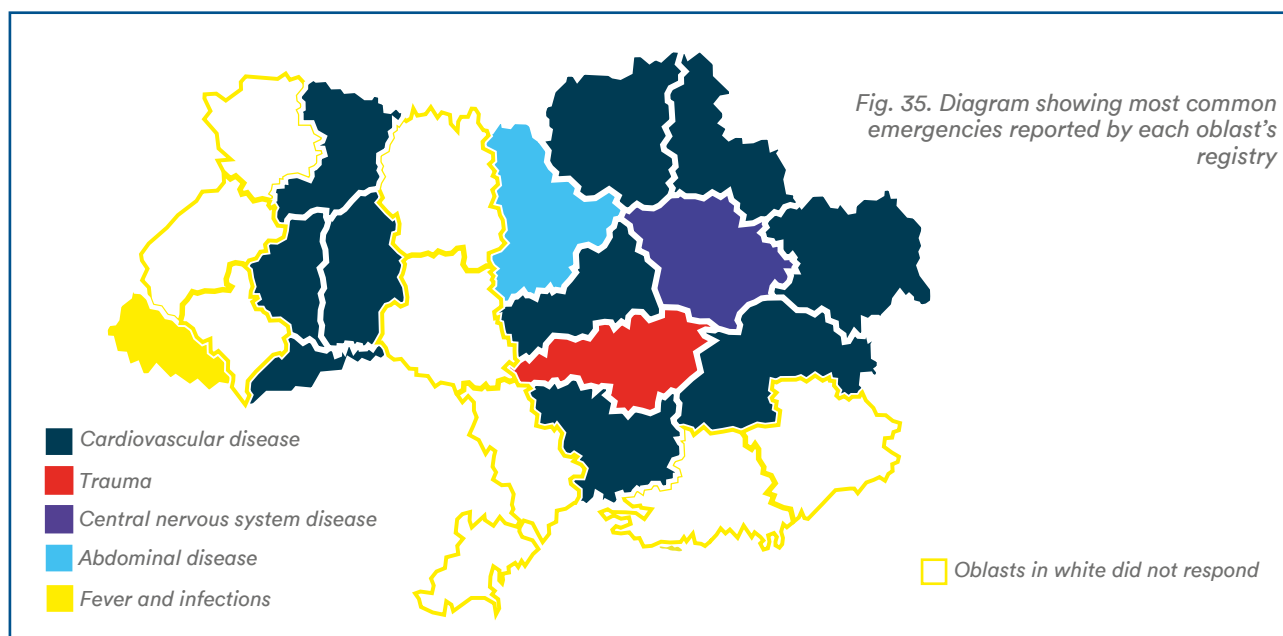 Fig. 35. Diagram showing most common
emergencies reported by each oblast's
registry
Cardiovascular disease
Trauma
Central nervous system disease
Abdominal disease
Fever and infections
Oblasts in white did not respond